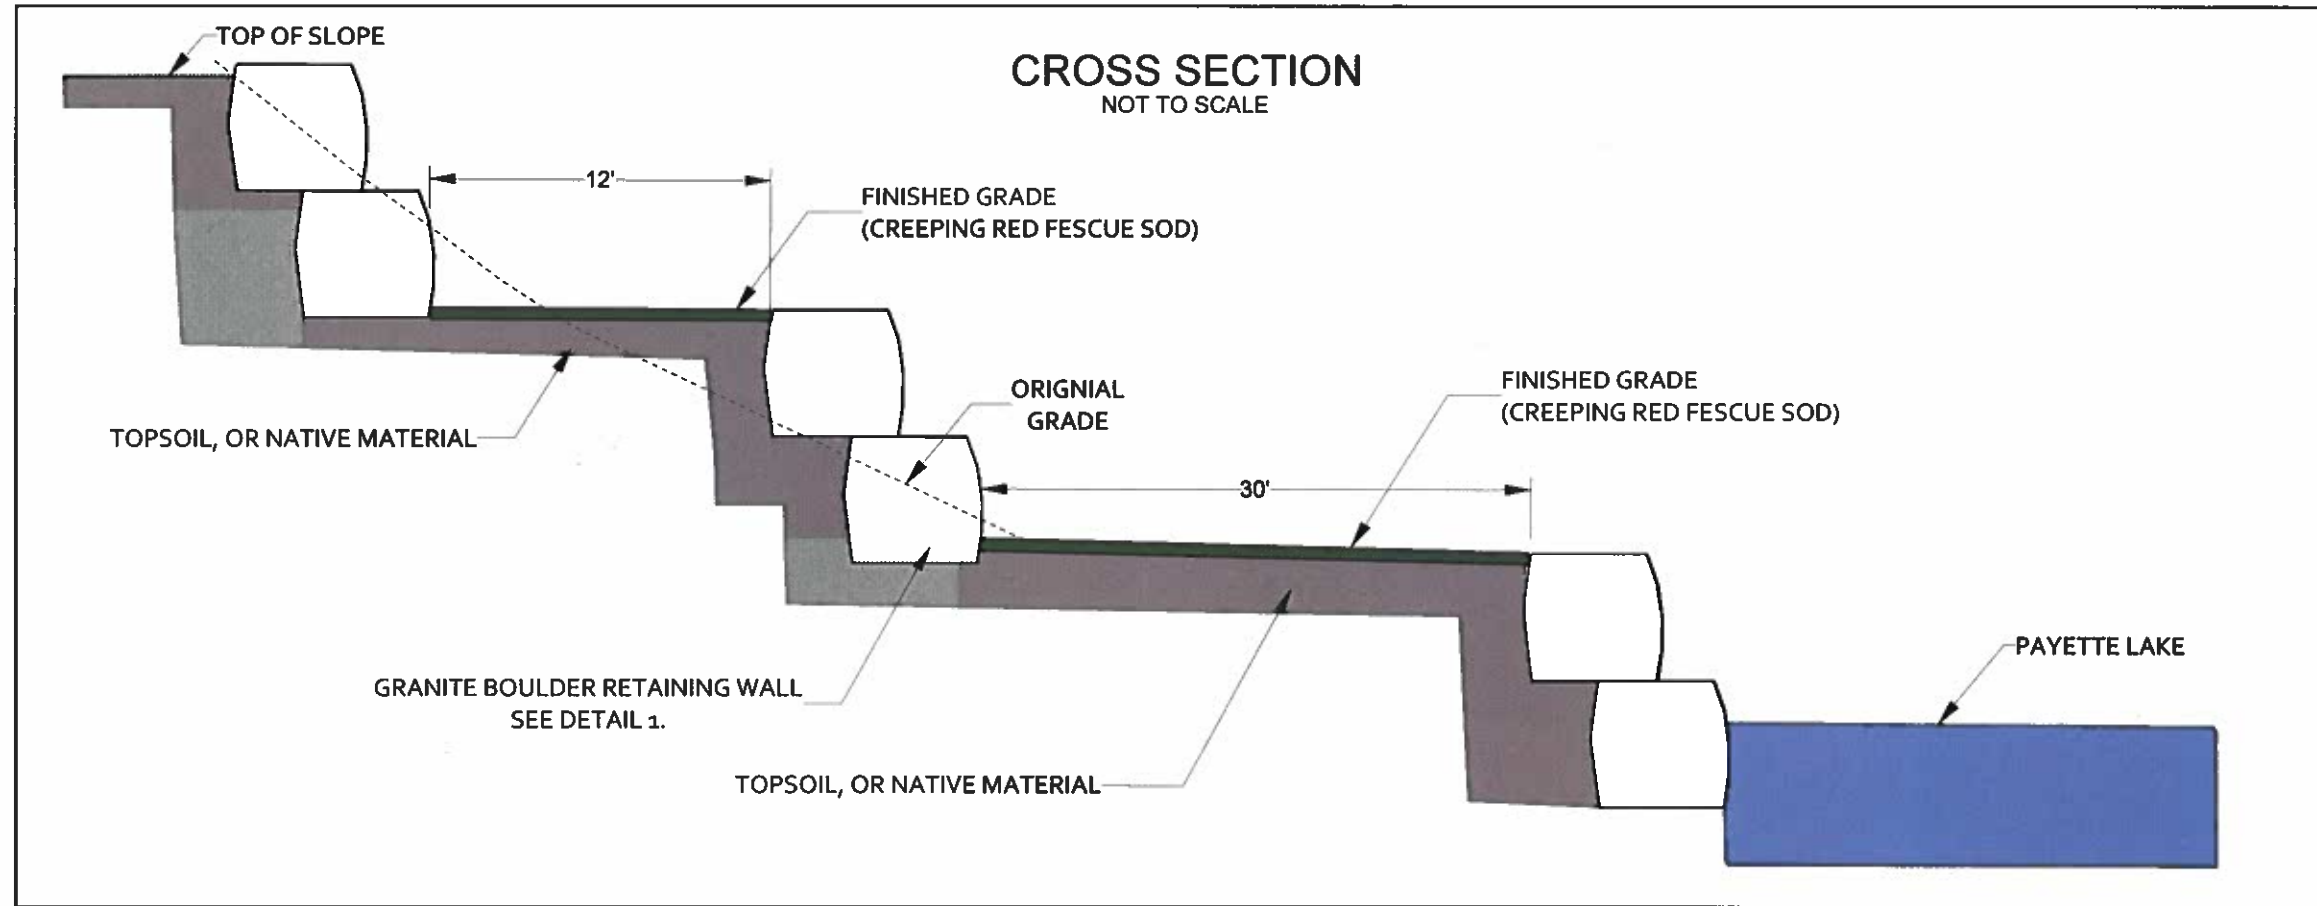 TOP OF SLOPE
CROSS SECTION
NOT TO SCALE
12'
FINISHED GRADE
(CREEPING RED FESCUE SOD)
ORIGNIAL
GRADE
FINISHED GRADE
(CREEPING RED FESCUE SOD)
TOPSOIL, OR NATIVE MATERIAL
30'
GRANITE BOULDER RETAINING WALL
SEE DETAIL 1.
PAYETTE LAKE
TOPSOIL, OR NATIVE MATERIAL